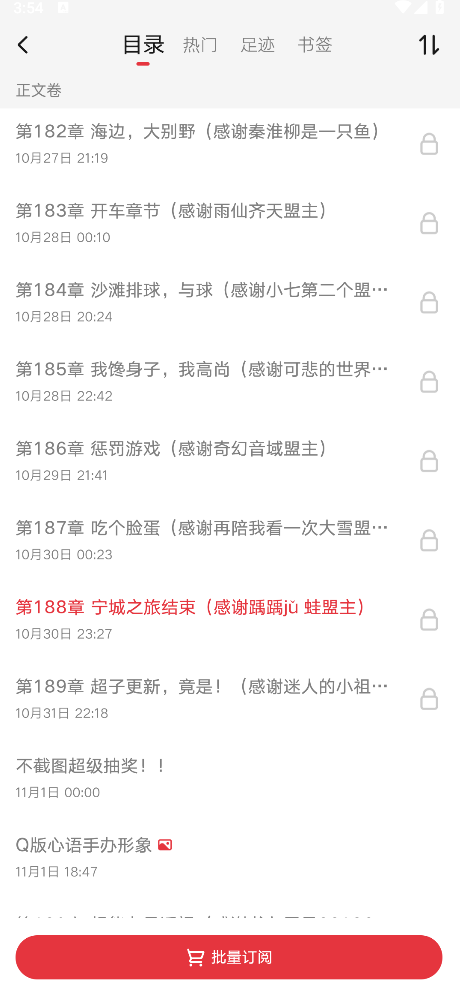 3:54
目录 热门 足迹 书签
正文卷
第182章 海边，大别野（感谢秦淮柳是一只鱼）
10月27日 21:19
第183章 开车章节（感谢雨仙齐天盟主）
10月28日 00:10
第184章 沙滩排球，与球（感谢小七第二个盟…
10月28日 20:24
第185章 我馋身子，我高尚（感谢可悲的世界…
10月28日 22:42
第186章 惩罚游戏（感谢奇幻音域盟主）
10月29日 21:41
第187章 吃个脸蛋（感谢再陪我看一次大雪盟…
10月30日 00:23
第188章 宁城之旅结束（感谢踽踽jǔ 蛙盟主）
10月30日 23:27
第189章 超子更新，竟是！（感谢迷人的小祖…
10月31日 22:18
不截图超级抽奖！！
11月1日 00:00
Q版心语手办形象
11月1日 18:47
批量订阅